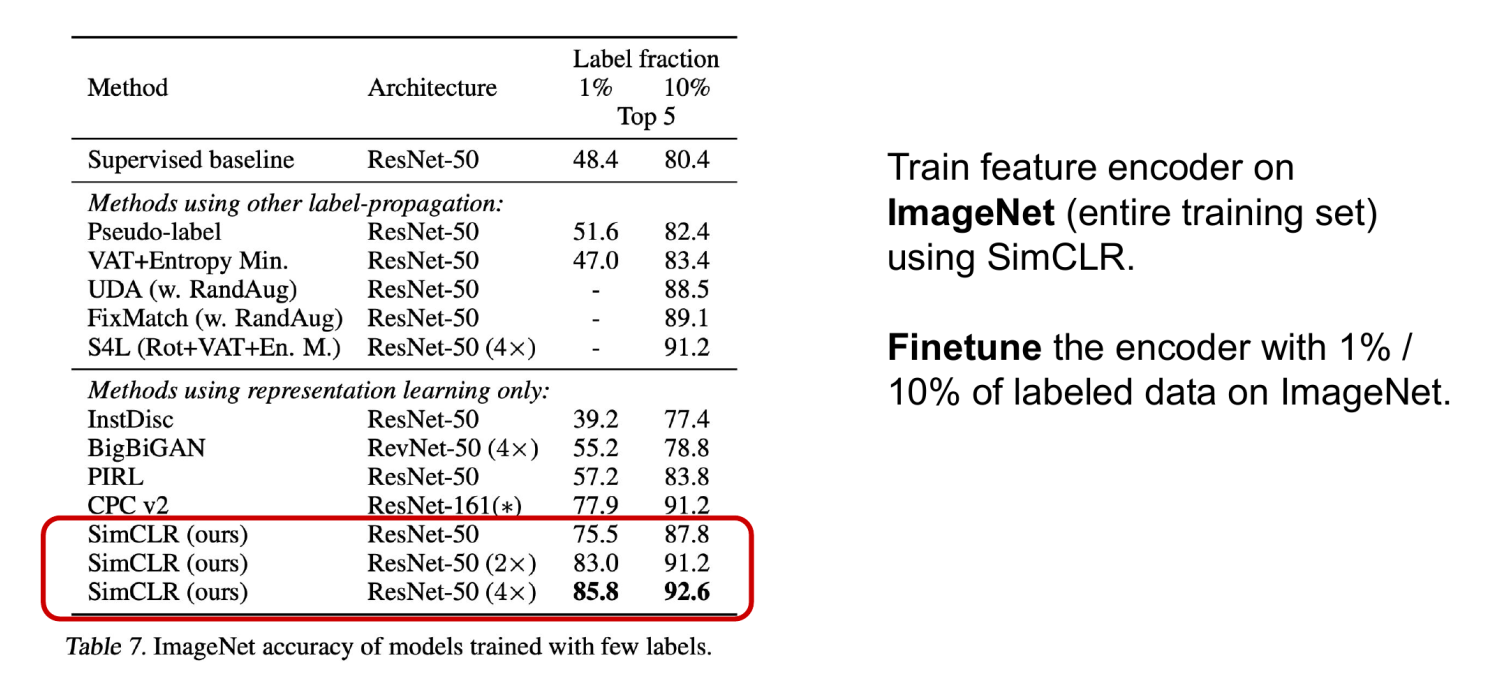 Label fraction
Method Architecture 1% 10%
Top 5
Supervised baseline ResNet-50 48.4 80.4
Methods using other label-propagation:
Pseudo-label ResNet-50 51.6 82.4
VAT+Entropy Min. ResNet-50 47.0 83.4
UDA (w. RandAug) ResNet-50 - 88.5
FixMatch (w. RandAug) ResNet-50 - 89.1
S4L (Rot+VAT+En. M.) ResNet-50 (4×) - 91.2
Methods using representation learning only:
InstDisc ResNet-50 39.2 77.4
BigBiGAN RevNet-50 (4×) 55.2 78.8
PIRL ResNet-50 57.2 83.8
CPC v2 ResNet-161(∗) 77.9 91.2
SimCLR (ours) ResNet-50 75.5 87.8
SimCLR (ours) ResNet-50 (2×) 83.0 91.2
SimCLR (ours) ResNet-50 (4×) 85.8 92.6
Table 7. ImageNet accuracy of models trained with few labels.
Train feature encoder on
ImageNet (entire training set)
using SimCLR.
Finetune the encoder with 1% /
10% of labeled data on ImageNet.